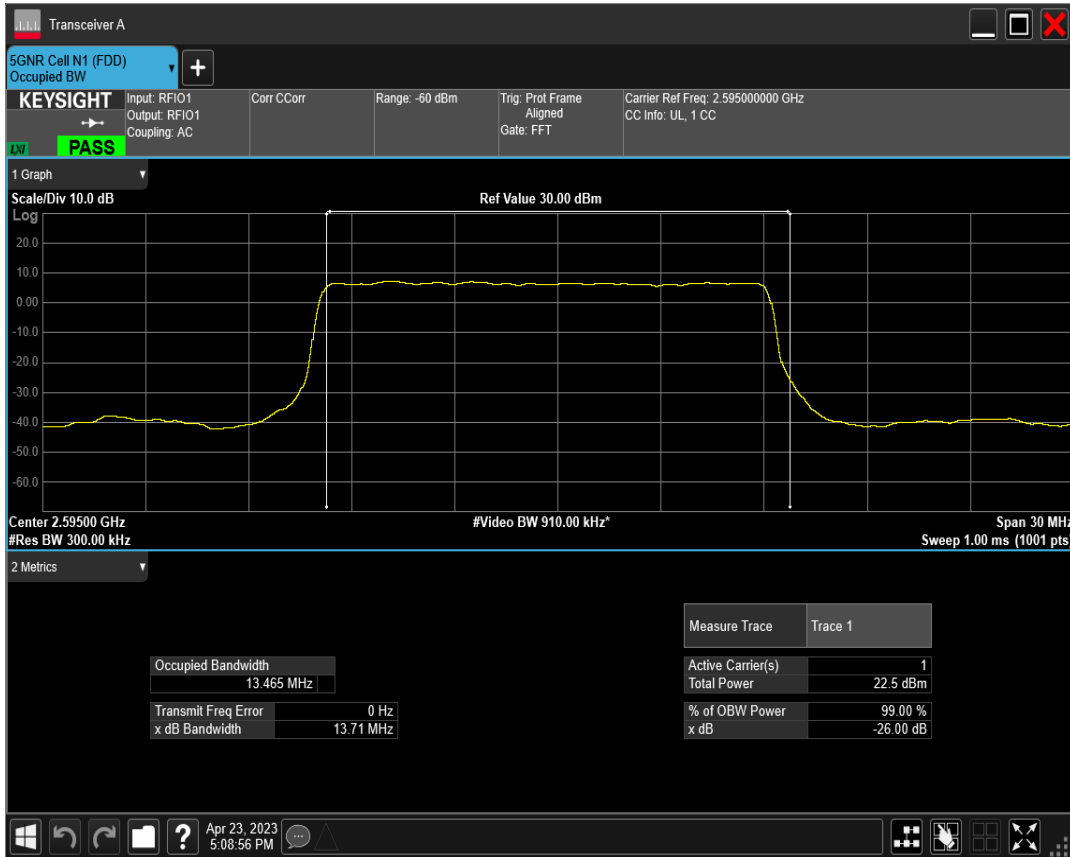 Transceiver A
5GNR Cell N1 (FDD)
Occupied BW
+
KEYSIGHT
LXI
PASS
Input: RFIO1
Output: RFIO1
Coupling: AC
Corr CCorr
Range: -60 dBm
Trig: Prot Frame
Aligned
Gate: FFT
Carrier Ref Freq: 2.595000000 GHz
CC Info: UL, 1 CC
1 Graph
Scale/Div 10.0 dB
Ref Value 30.00 dBm
Log
20.0
10.0
0.00
-10.0
-20.0
-30.0
-40.0
-50.0
-60.0
Center 2.59500 GHz
#Video BW 910.00 kHz*
Span 30 MHz
#Res BW 300.00 kHz
Sweep 1.00 ms (1001 pts)
2 Metrics
Measure Trace Trace 1
Occupied Bandwidth
13.465 MHz
Active Carrier(s) 1
Total Power 22.5 dBm
Transmit Freq Error 0 Hz
x dB Bandwidth 13.71 MHz
% of OBW Power 99.00 %
x dB -26.00 dB
?
Apr 23, 2023
5:08:56 PM